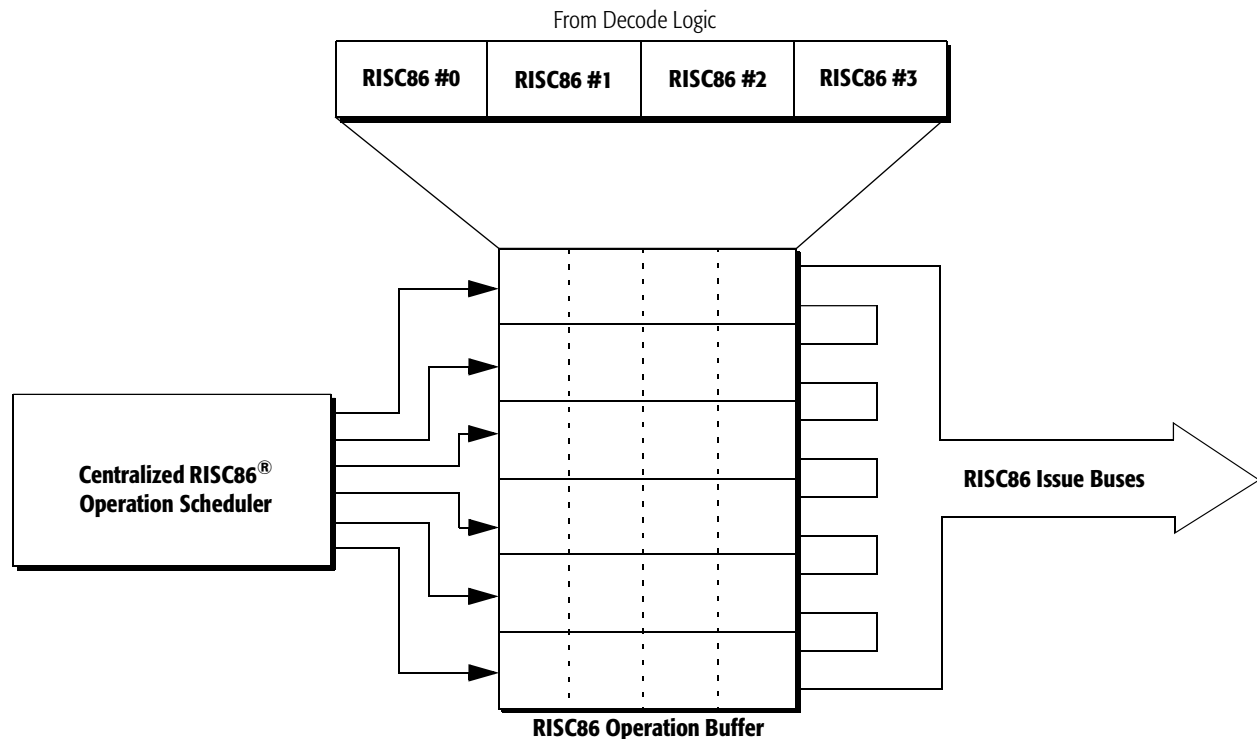 From Decode Logic
RISC86 #0
RISC86 #1
RISC86 #2
RISC86 #3
Centralized RISC86®
Operation Scheduler
RISC86 Issue Buses
RISC86 Operation Buffer